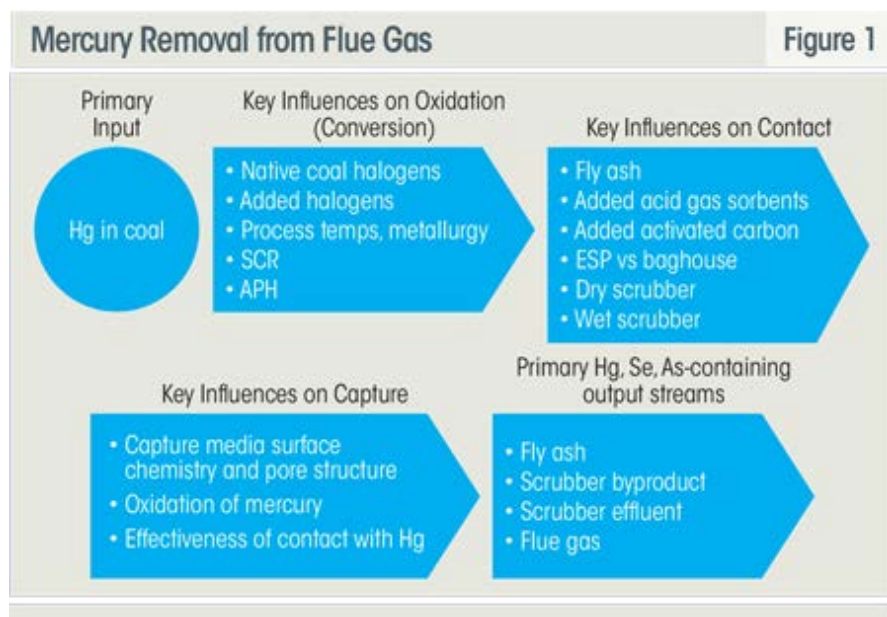 Mercury Removal from Flue Gas
Figure 1
Primary
Input
Hg in coal
Key Influences on Oxidation
(Conversion)
• Native coal halogens
• Added halogens
• Process temps, metallurgy
• SCR
• APH
Key Influences on Contact
• Fly ash
• Added acid gas sorbents
• Added activated carbon
• ESP vs baghouse
• Dry scrubber
• Wet scrubber
Key Influences on Capture
• Capture media surface
chemistry and pore structure
• Oxidation of mercury
• Effectiveness of contact with Hg
Primary Hg, Se, As-containing
output streams
• Fly ash
• Scrubber byproduct
• Scrubber effluent
• Flue gas